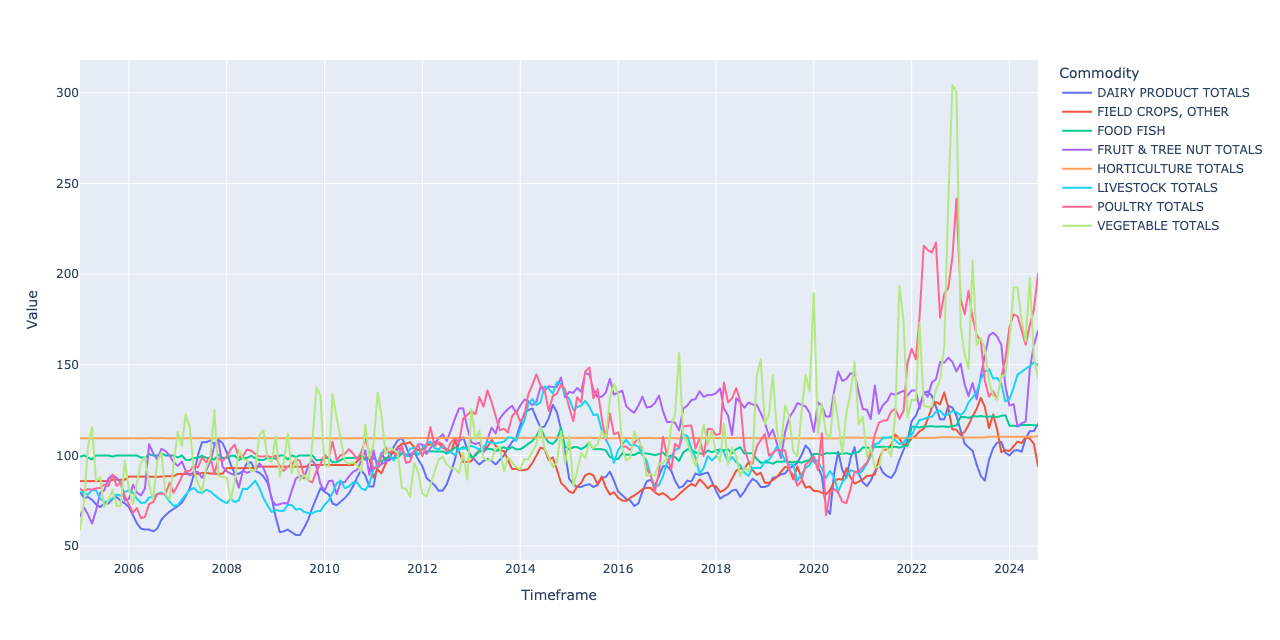 Commodity
DAIRY PRODUCT TOTALS
FIELD CROPS, OTHER
FOOD FISH
FRUIT & TREE NUT TOTALS
HORTICULTURE TOTALS
LIVESTOCK TOTALS
POULTRY TOTALS
VEGETABLE TOTALS
Value
300
250
200
150
100
50
2006 2008 2010 2012 2014 2016 2018 2020 2022 2024
Timeframe